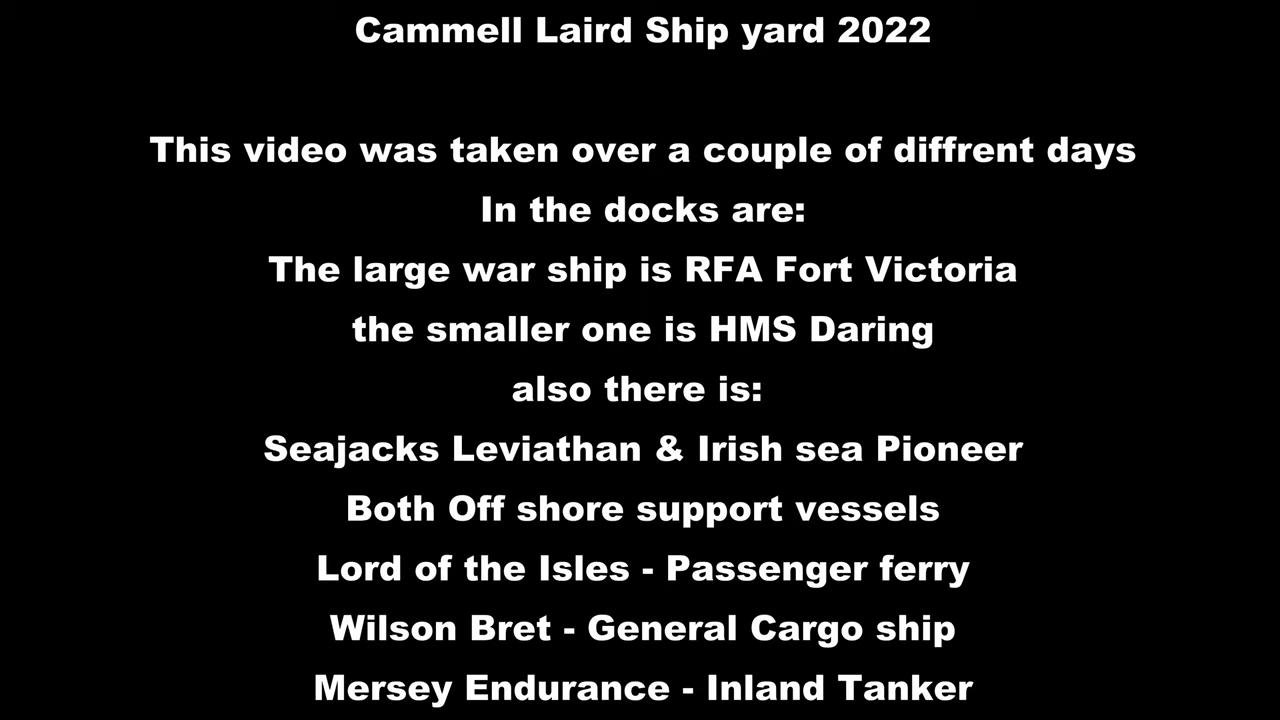 Cammell Laird Ship yard 2022
This video was taken over a couple of diffrent days
In the docks are:
The large war ship is RFA Fort Victoria
the smaller one is HMS Daring
also there is:
Seajacks Leviathan & Irish sea Pioneer
Both Off shore support vessels
Lord of the Isles - Passenger ferry
Wilson Bret - General Cargo ship
Mersey Endurance - Inland Tanker